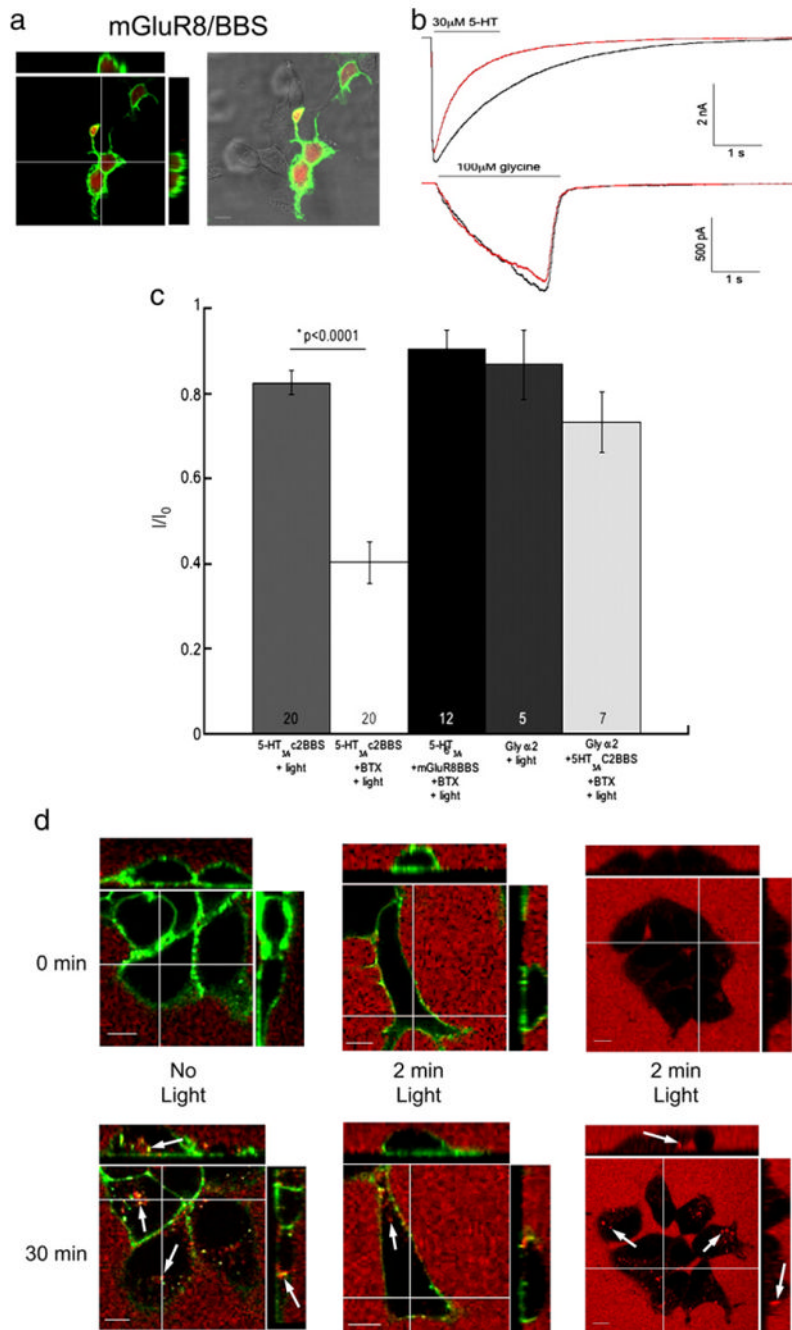 a
mGluR8/BBS
b
30μM 5-HT
2 nA
1 s
100μM glycine
500 pA
1 s
c
1
0.8
0.6
0.4
0.2
0
I/I0
*p<0.0001
20
20
12
5
7
5-HT3Ac2BBS
+ light
5-HT3Ac2BBS
+BTX
+ light
5-HT3A
+mGluR8BBS
+BTX
+ light
Gly α2
+ light
Gly α2
+5HT3AC2BBS
+BTX
+ light
d
0 min
No
Light
2 min
Light
2 min
Light
30 min